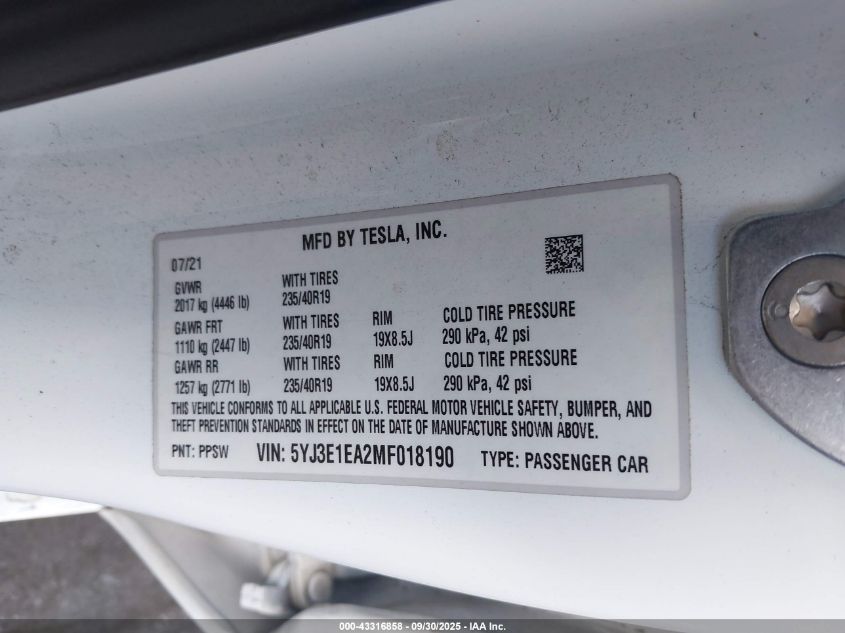 MFD BY TESLA, INC.
07/21
GVWR WITH TIRES
2017 kg (4446 lb) 235/40R19
GAWR FRT WITH TIRES RIM COLD TIRE PRESSURE
1110 kg (2447 lb) 235/40R19 19X8.5J 290 kPa, 42 psi
GAWR RR WITH TIRES RIM COLD TIRE PRESSURE
1257 kg (2771 lb) 235/40R19 19X8.5J 290 kPa, 42 psi
THIS VEHICLE CONFORMS TO ALL APPLICABLE U.S. FEDERAL MOTOR VEHICLE SAFETY, BUMPER, AND
THEFT PREVENTION STANDARDS IN EFFECT ON THE DATE OF MANUFACTURE SHOWN ABOVE.
PNT: PPSW VIN: 5YJ3E1EA2MF018190 TYPE: PASSENGER CAR
000-43316858 - 09/30/2025 - IAA Inc.